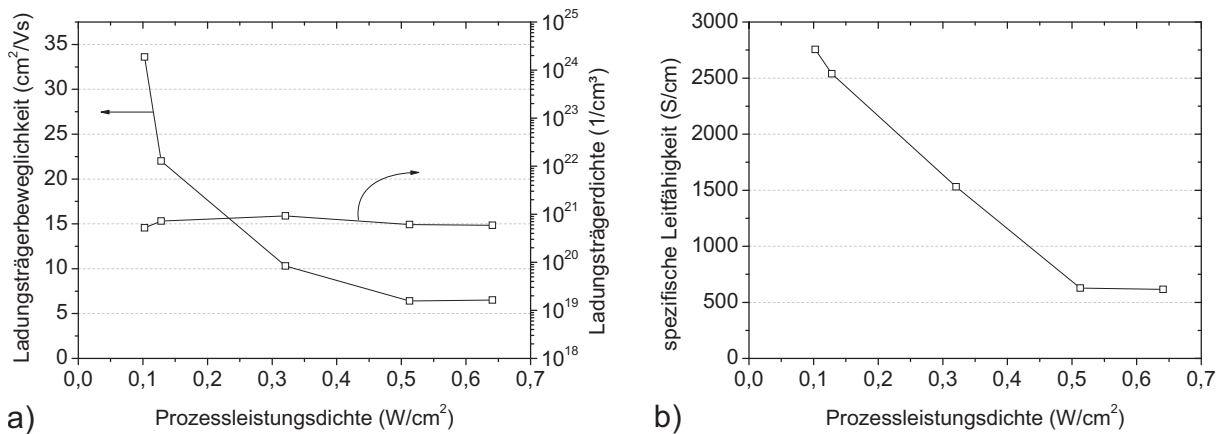 Ladungsträgerbeweglichkeit (cm²/Vs)
35
30
25
20
15
10
5
0
0,0 0,1 0,2 0,3 0,4 0,5 0,6 0,7
Prozessleistungsdichte (W/cm²)
10²⁵
10²⁴
10²³
10²²
10²¹
10²⁰
10¹⁹
10¹⁸
Ladungsträgerdichte (1/cm³)
a)
spezifische Leitfähigkeit (S/cm)
3000
2500
2000
1500
1000
500
0
0,0 0,1 0,2 0,3 0,4 0,5 0,6 0,7
Prozessleistungsdichte (W/cm²)
b)